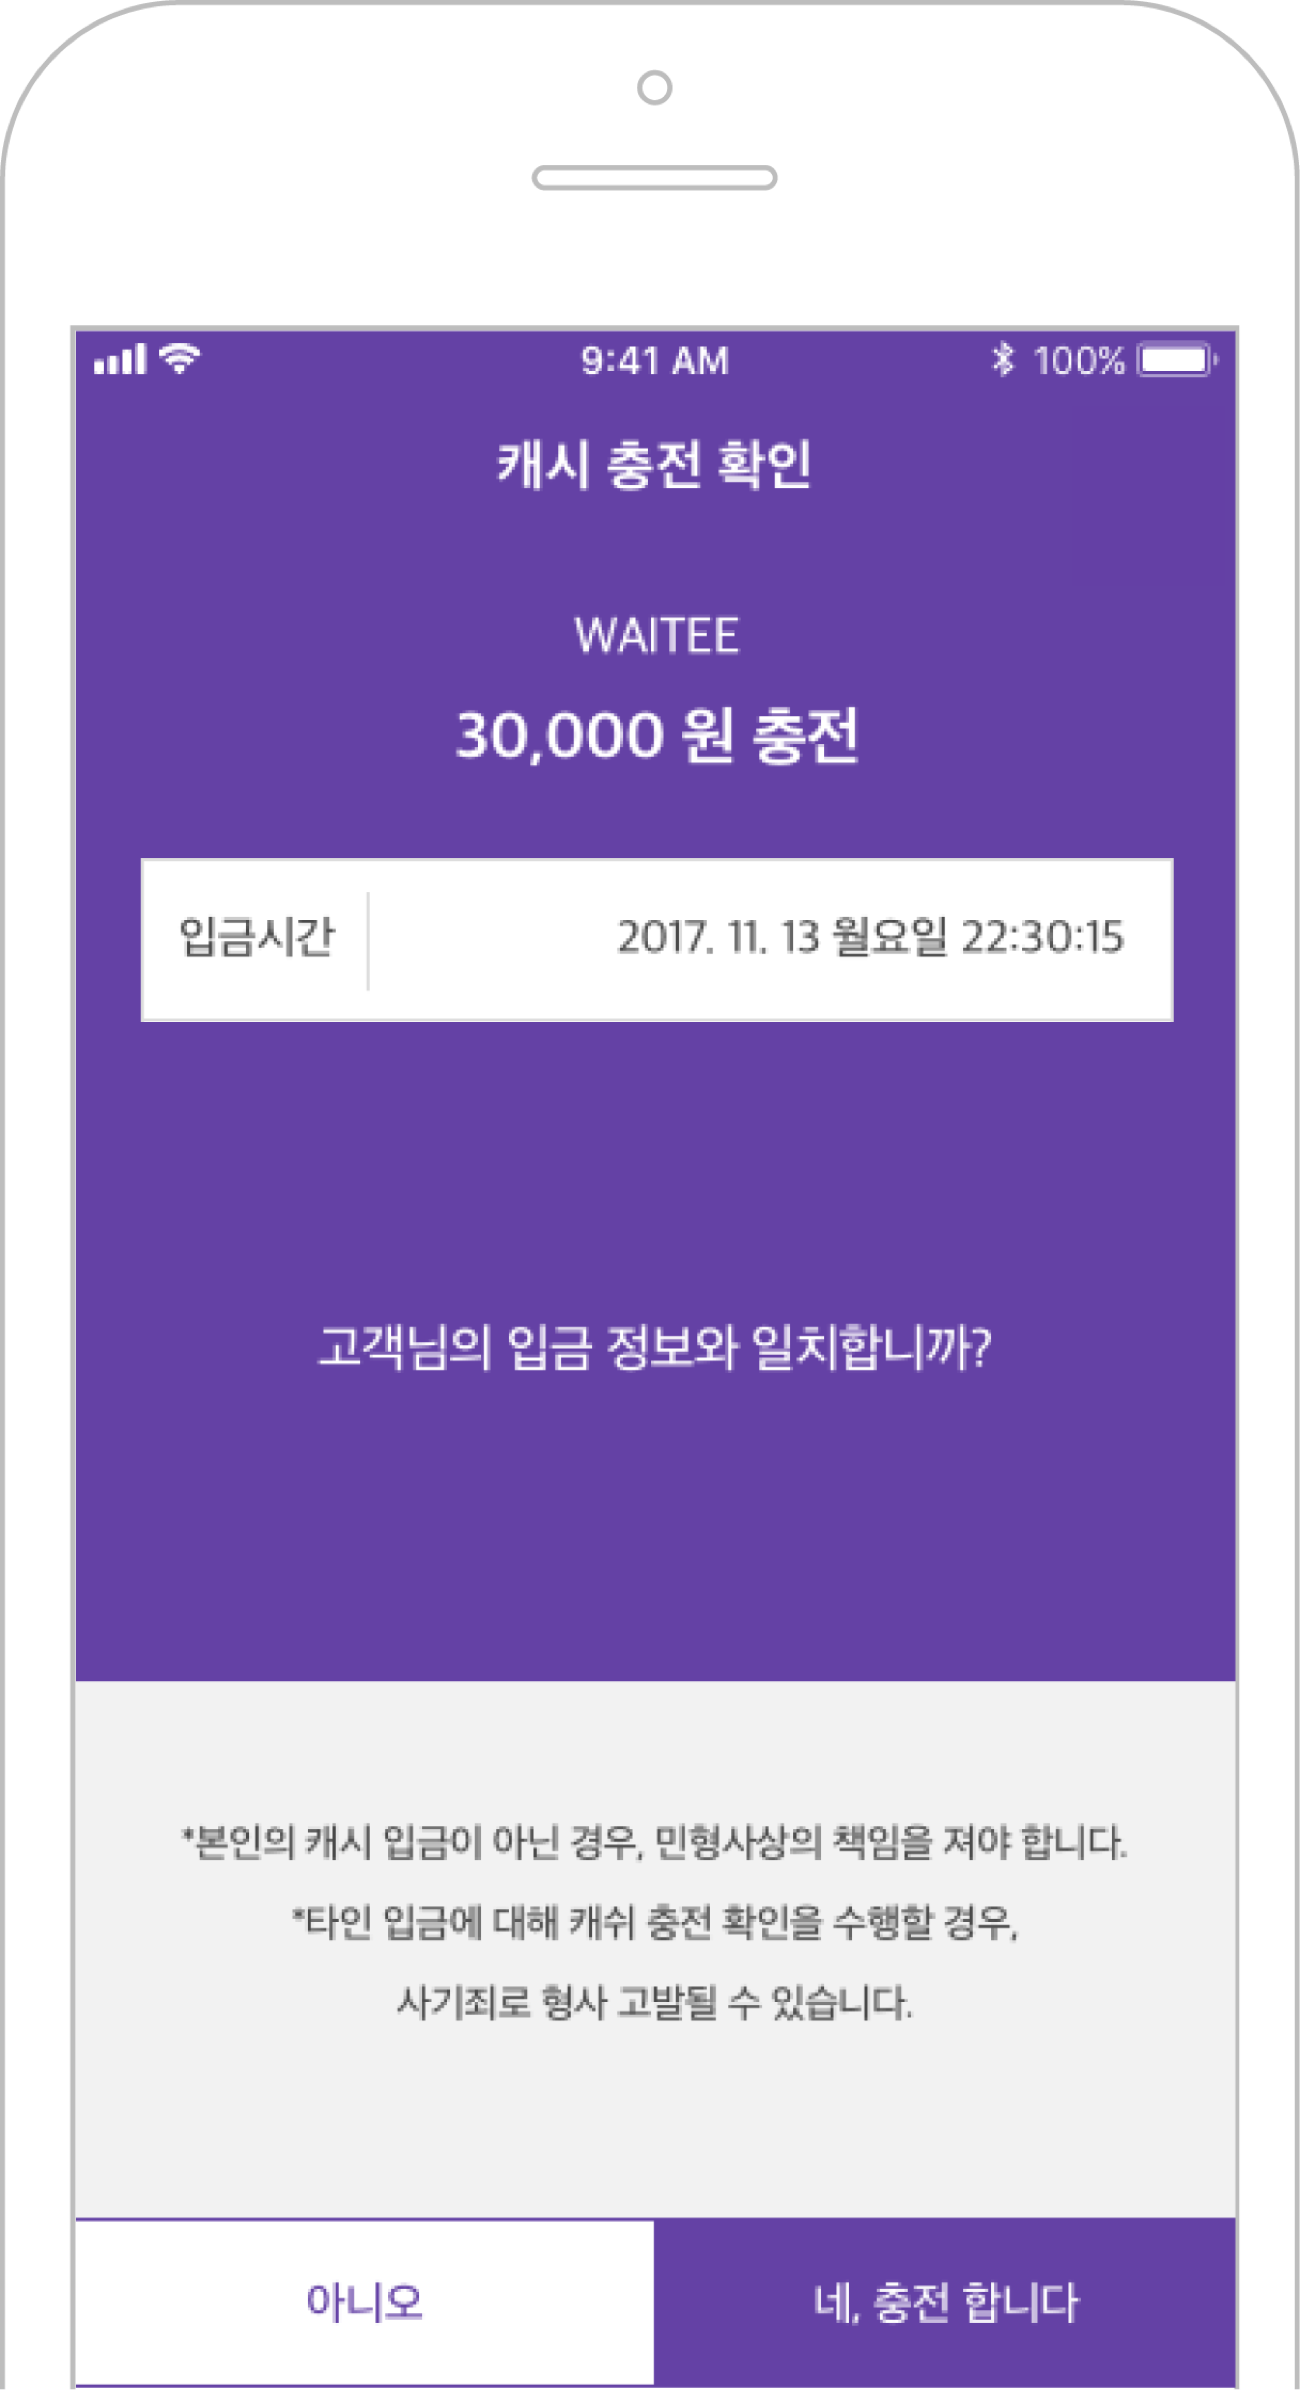 9:41 AM 100%
캐시 충전 확인
WAITEE
30,000 원 충전
입금시간 2017. 11. 13 월요일 22:30:15
고객님의 입금 정보와 일치합니까?
*본인의 캐시 입금이 아닌 경우, 민형사상의 책임을 져야 합니다.
*타인 입금에 대해 캐쉬 충전 확인을 수행할 경우,
사기죄로 형사 고발될 수 있습니다.
아니오 네, 충전 합니다